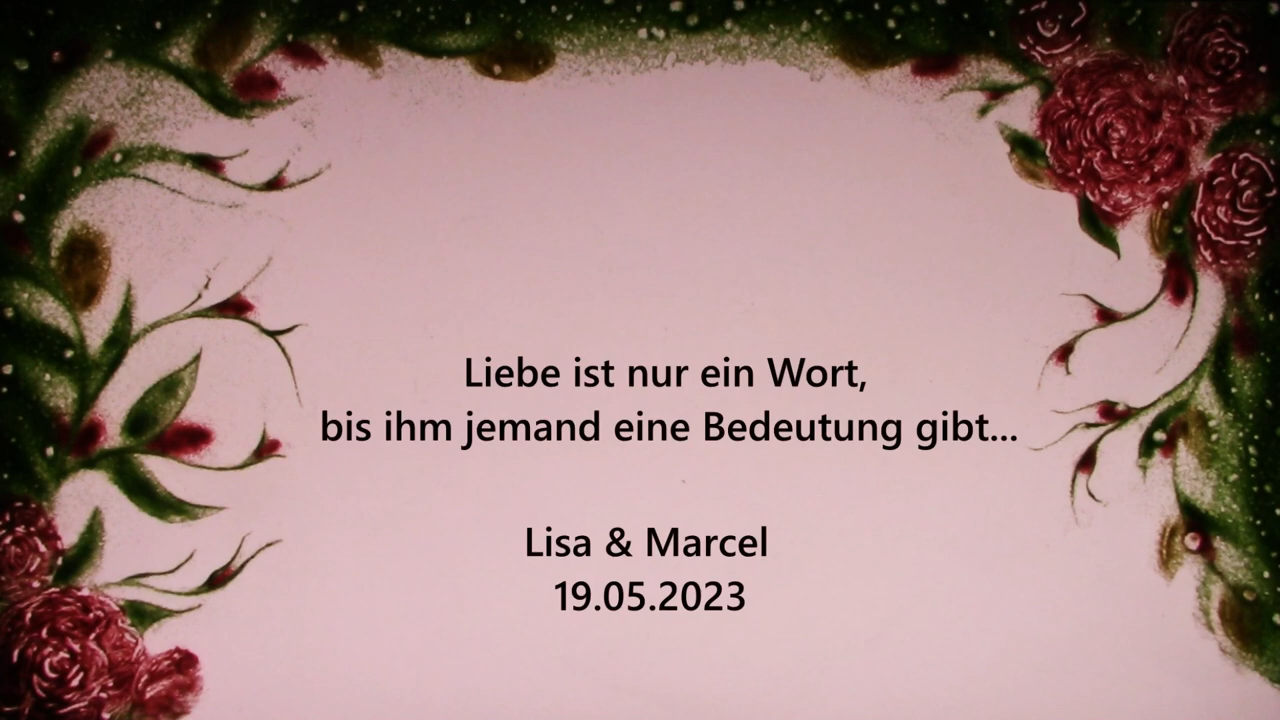 Liebe ist nur ein Wort,
bis ihm jemand eine Bedeutung gibt...
Lisa & Marcel
19.05.2023